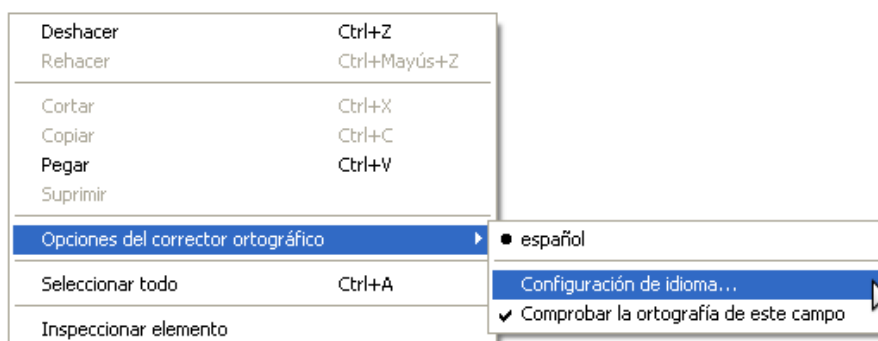 Deshacer Ctrl+Z
Rehacer Ctrl+Mayús+Z
Cortar Ctrl+X
Copiar Ctrl+C
Pegar Ctrl+V
Suprimir
Opciones del corrector ortográfico
español
Seleccionar todo Ctrl+A
Configuración de idioma...
Comprobar la ortografía de este campo
Inspeccionar elemento